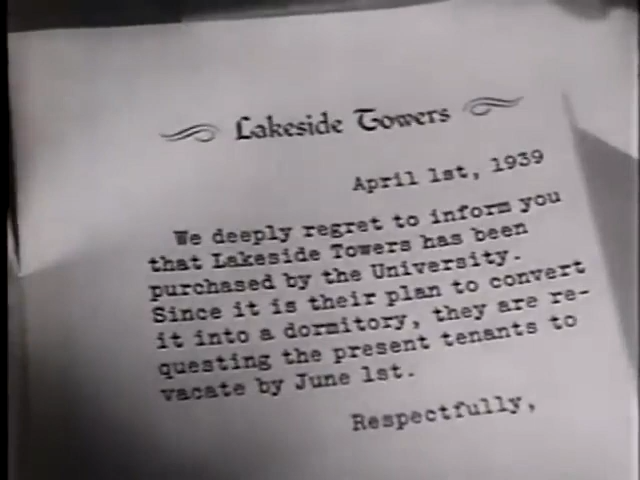 Lakeside Towers
April 1st, 1939
We deeply regret to inform you
that Lakeside Towers has been
purchased by the University.
Since it is their plan to convert
it into a dormitory, they are re-
questing the present tenants to
vacate by June 1st.
Respectfully,